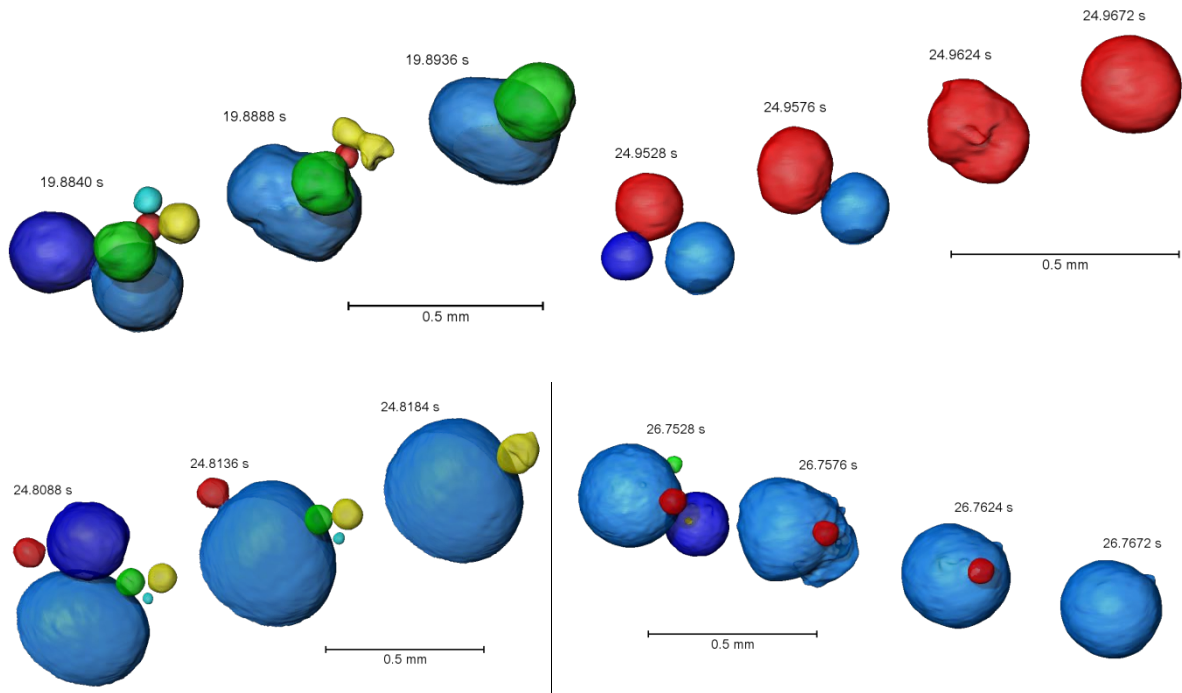 19.8840 s
19.8888 s
19.8936 s
0.5 mm
24.9528 s
24.9576 s
24.9624 s
24.9672 s
0.5 mm
24.8088 s
24.8136 s
24.8184 s
0.5 mm
26.7528 s
26.7576 s
26.7624 s
26.7672 s
0.5 mm